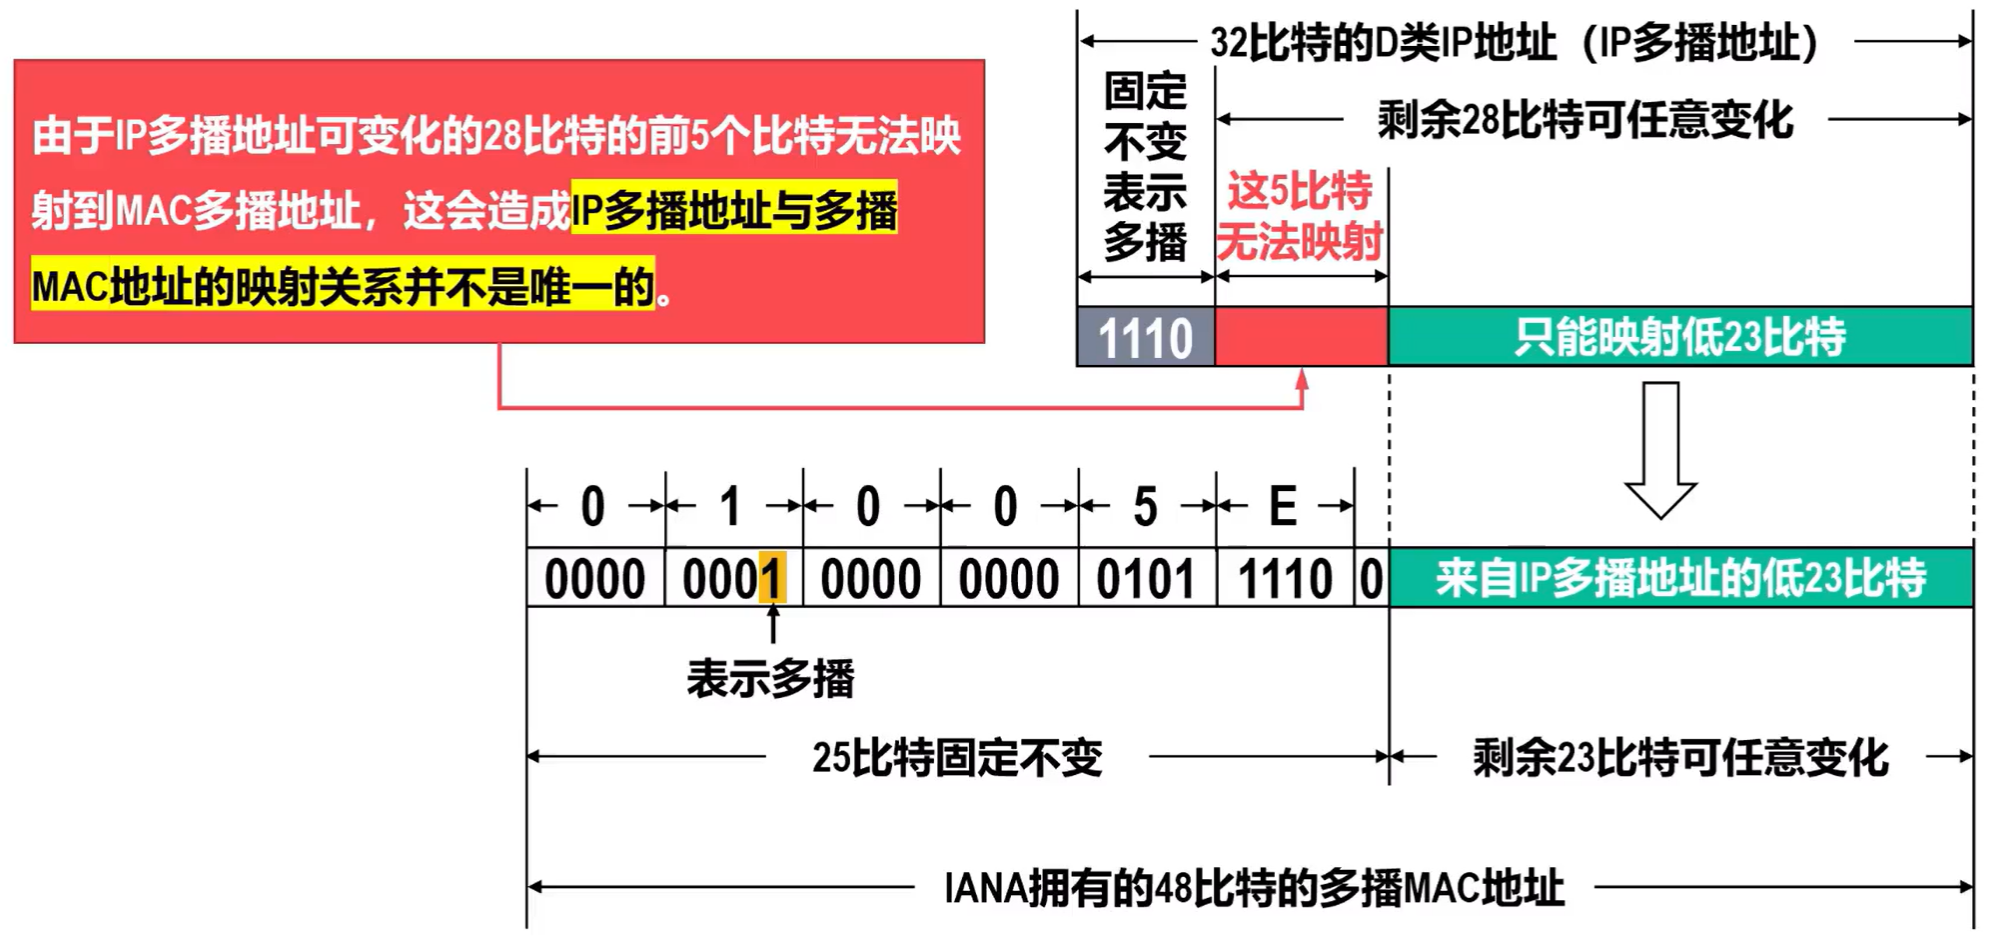 32比特的D类IP地址（IP多播地址）
固定
不变
表示
多播
剩余28比特可任意变化
这5比特
无法映射
由于IP多播地址可变化的28比特的前5个比特无法映
射到MAC多播地址，这会造成IP多播地址与多播
MAC地址的映射关系并不是唯一的。
1110
只能映射低23比特
0 1 0 0 5 E
0000 0001 0000 0000 0101 1110 0 来自IP多播地址的低23比特
表示多播
25比特固定不变
剩余23比特可任意变化
IANA拥有的48比特的多播MAC地址